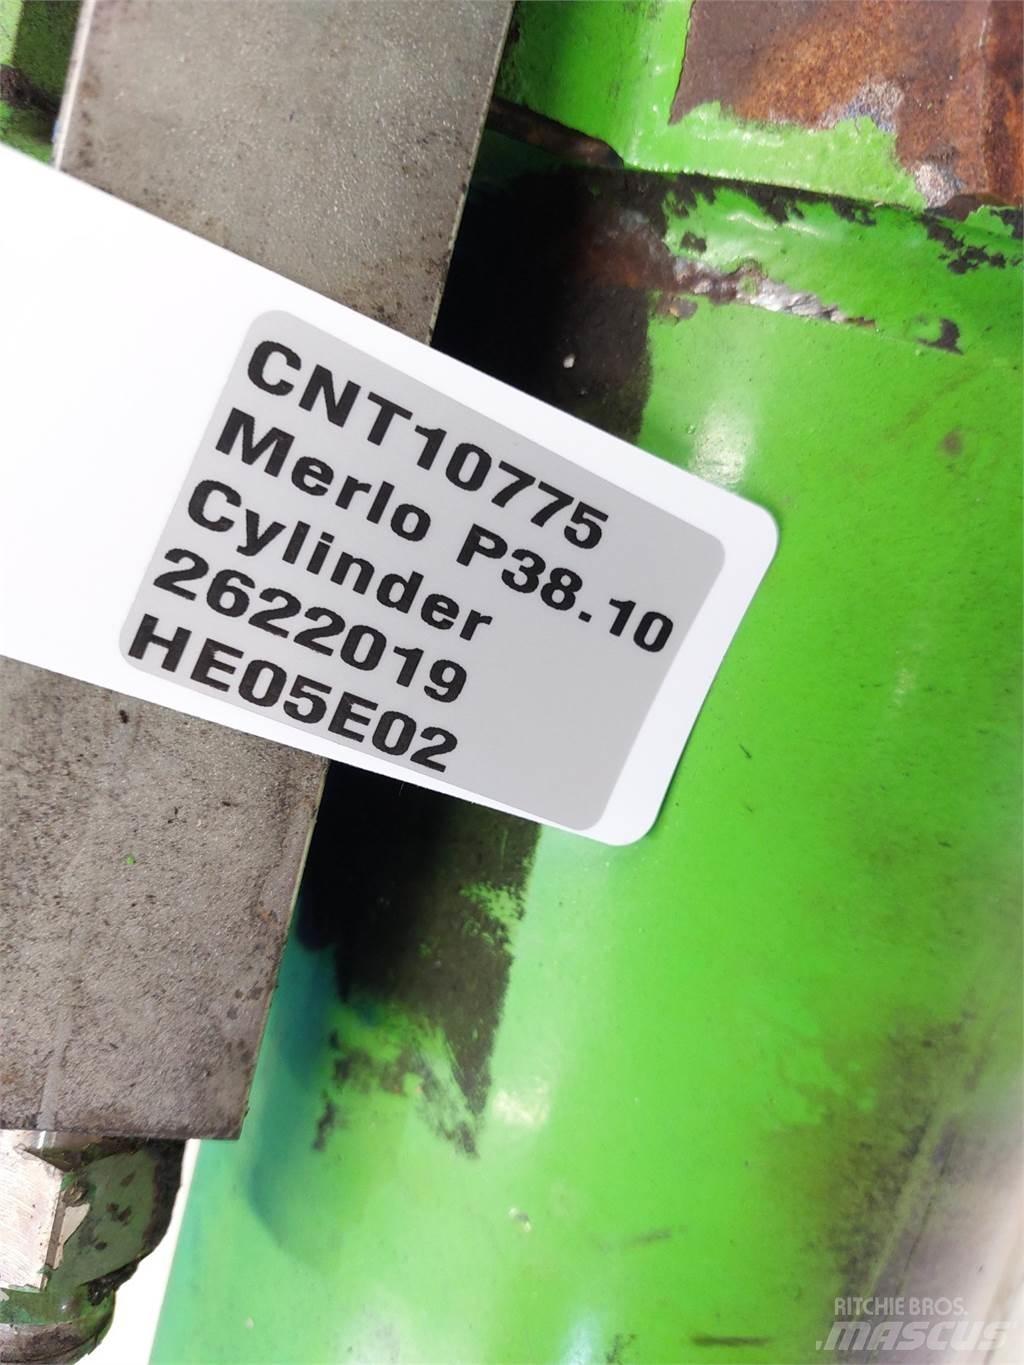 CNT10775
Merlo P38.10
Cylinder
2622019
HE05E02
RITCHIE BROS.
MASCUS